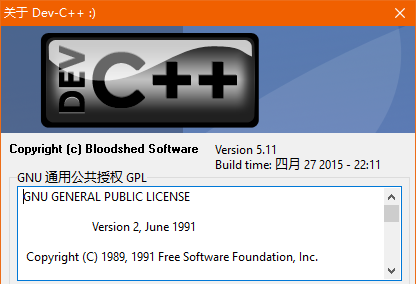 关于 Dev-C++ :)
DEV C++
Copyright (c) Bloodshed Software
Version 5.11
Build time: 四月 27 2015 - 22:11
GNU 通用公共授权 GPL
GNU GENERAL PUBLIC LICENSE
Version 2, June 1991
Copyright (C) 1989, 1991 Free Software Foundation, Inc.